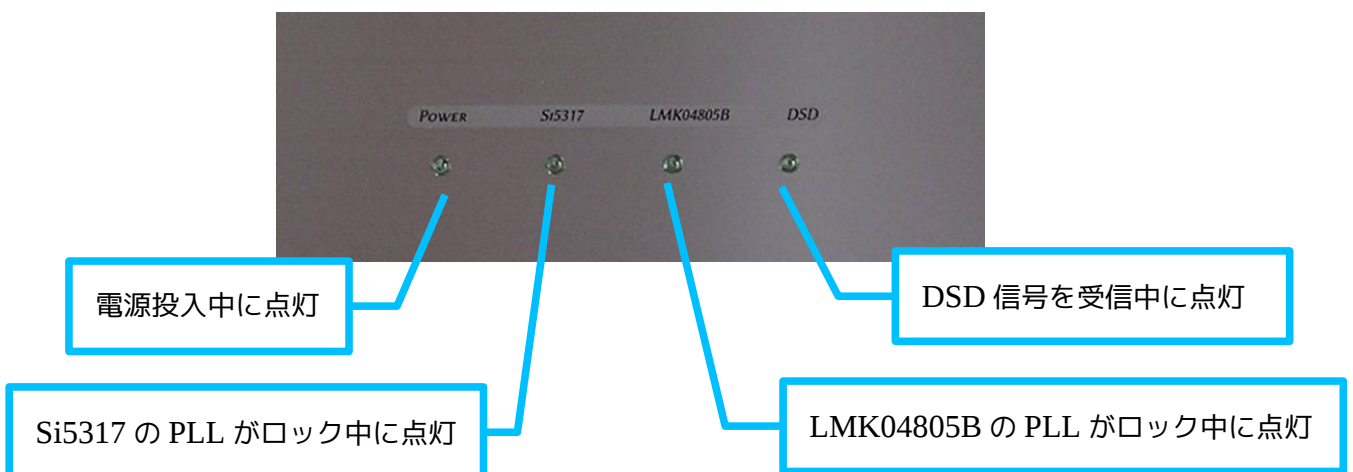 POWER Si5317 LMK04805B DSD
電源投入中に点灯
DSD 信号を受信中に点灯
Si5317 の PLL がロック中に点灯
LMK04805B の PLL がロック中に点灯